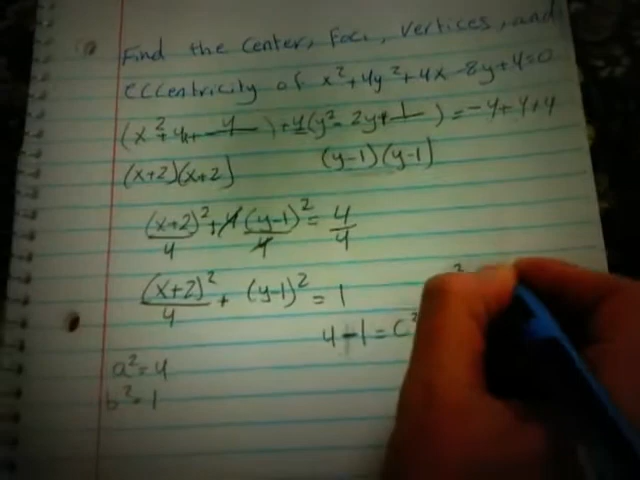 Find the Center, Foci, Vertices, and
eccentricity of x²+4y²+4x-8y+4=0
(x²+4x+ 4 )+4(y²-2y+ 1 )=-4+4+4
(x+2)(x+2) (y-1)(y-1)
(x+2)²/4 + 4(y-1)²/4 = 4/4
(x+2)²/4 + (y-1)² = 1
4-1=c²
a²=4
b²=1